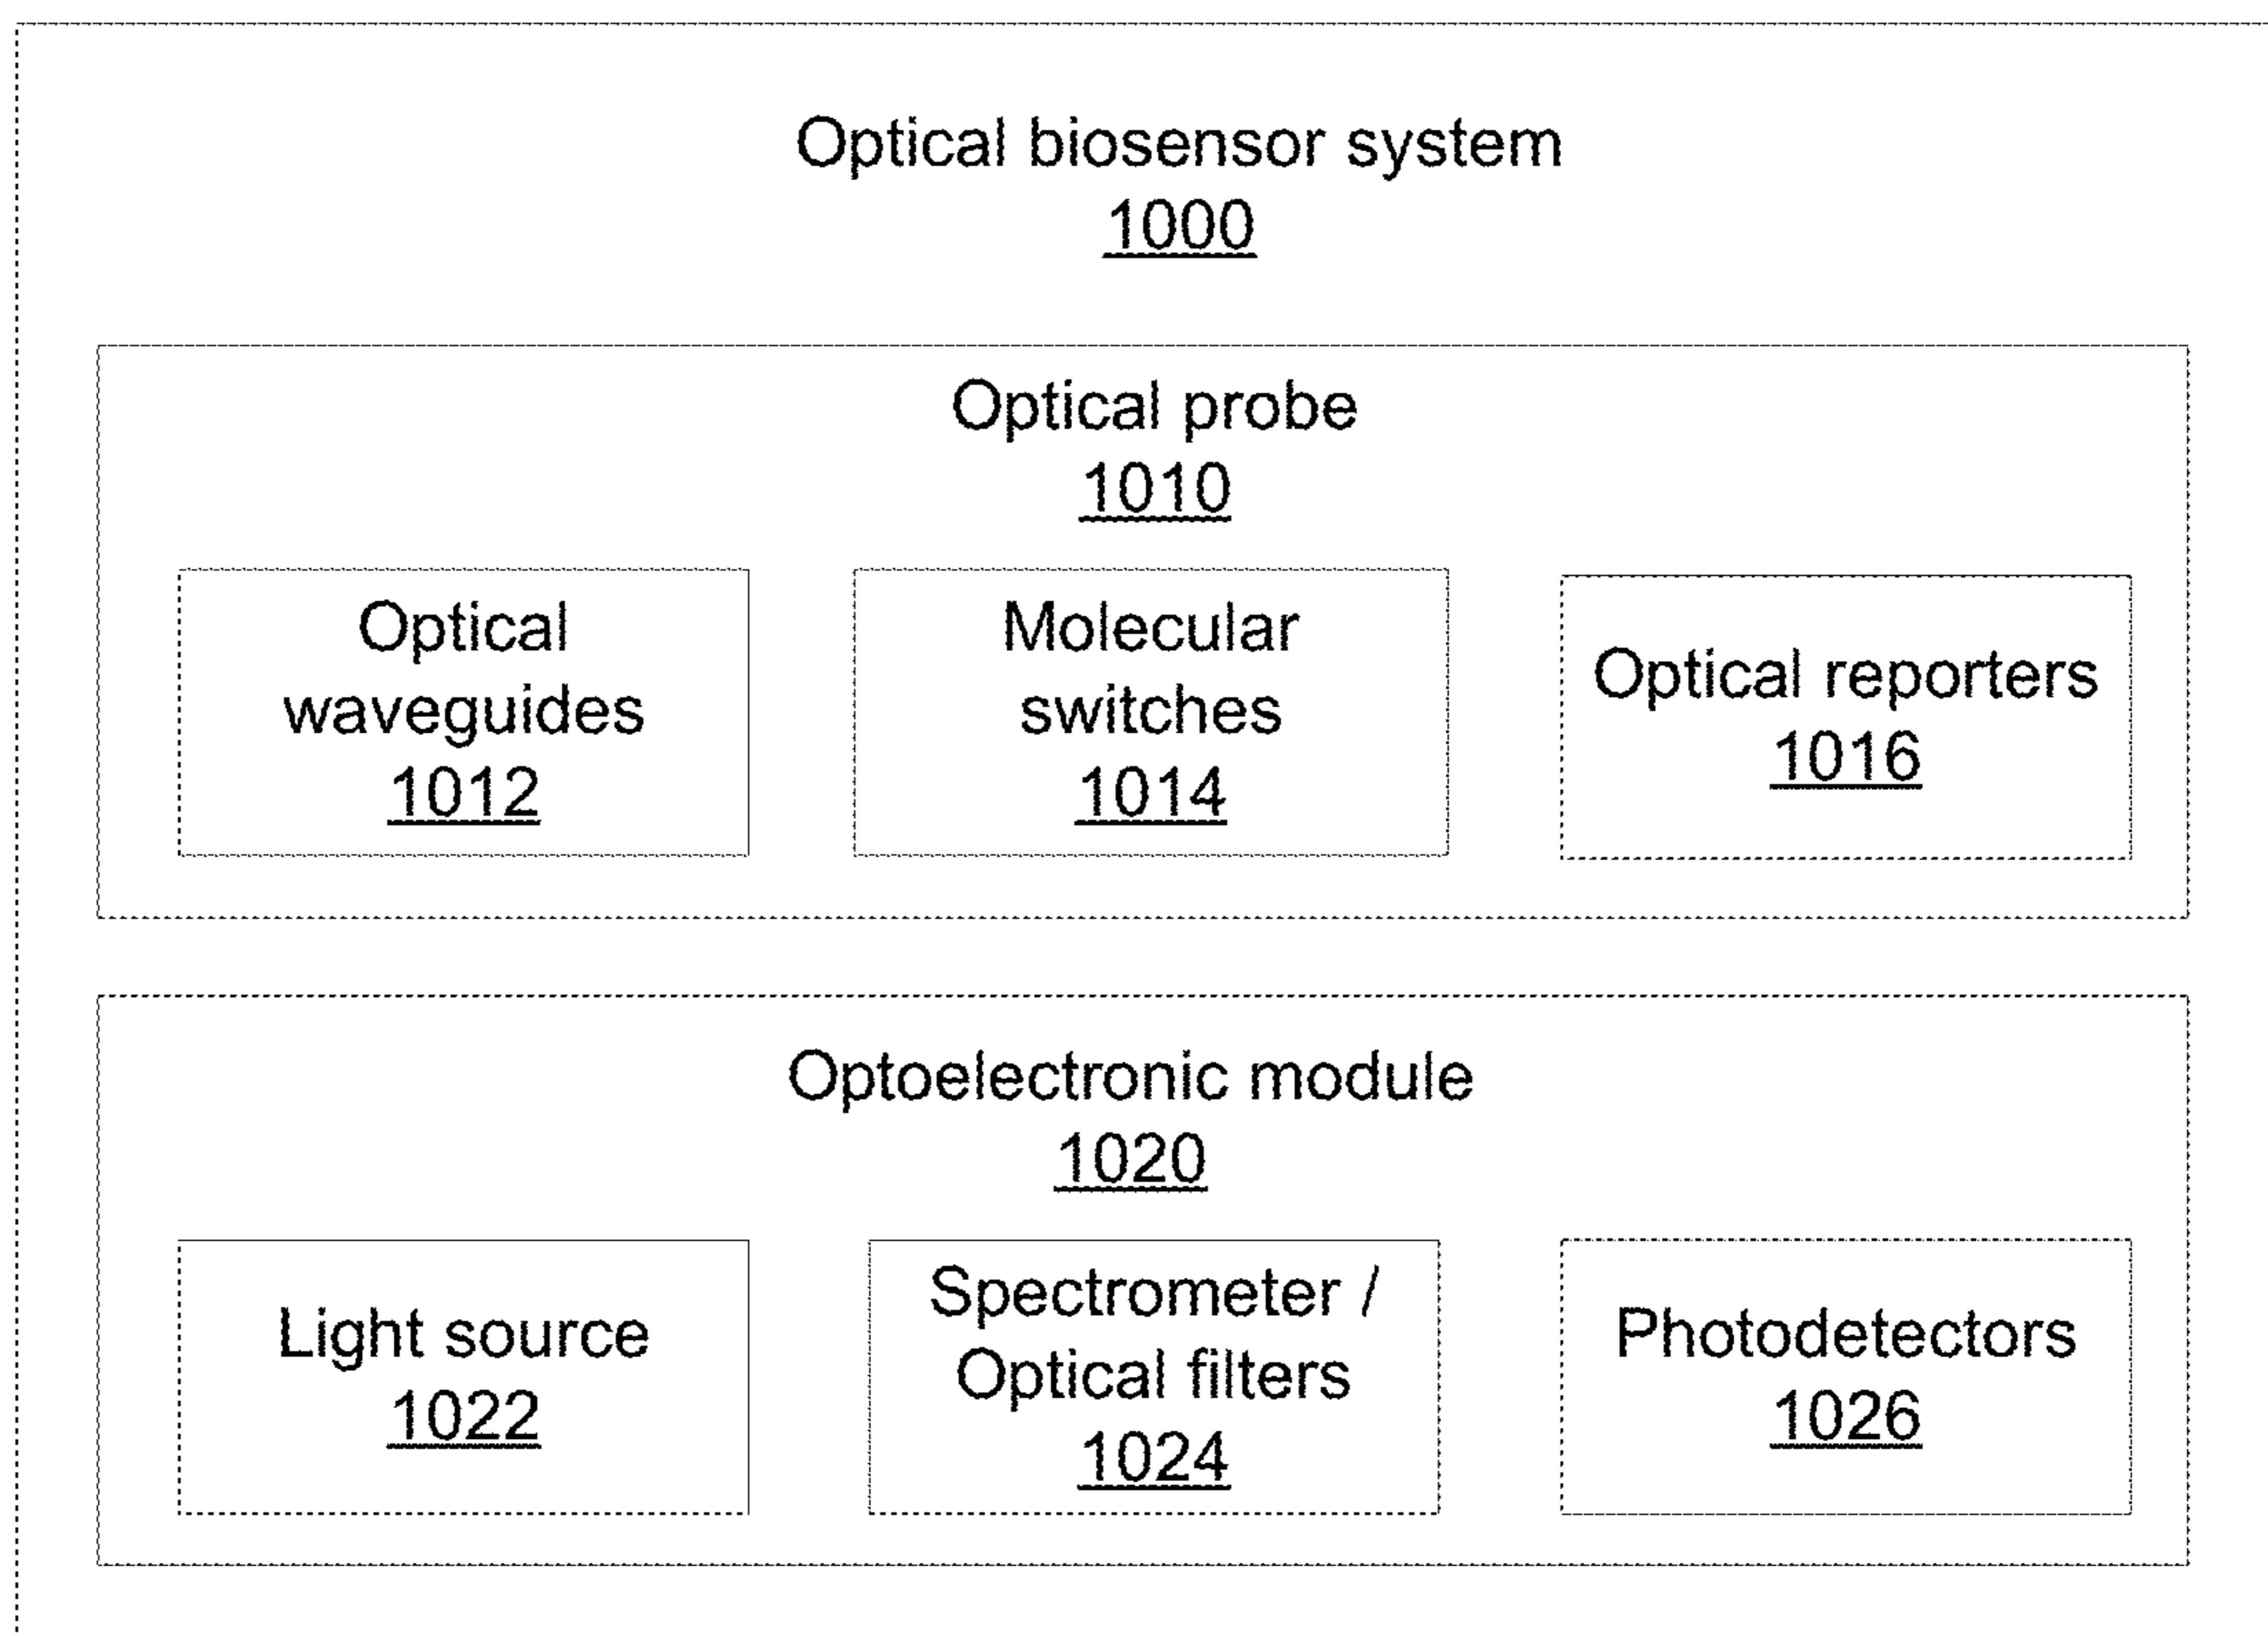 Optical biosensor system
1000
Optical probe
1010
Optical
waveguides
1012
Molecular
switches
1014
Optical reporters
1016
Optoelectronic module
1020
Light source
1022
Spectrometer /
Optical filters
1024
Photodetectors
1026